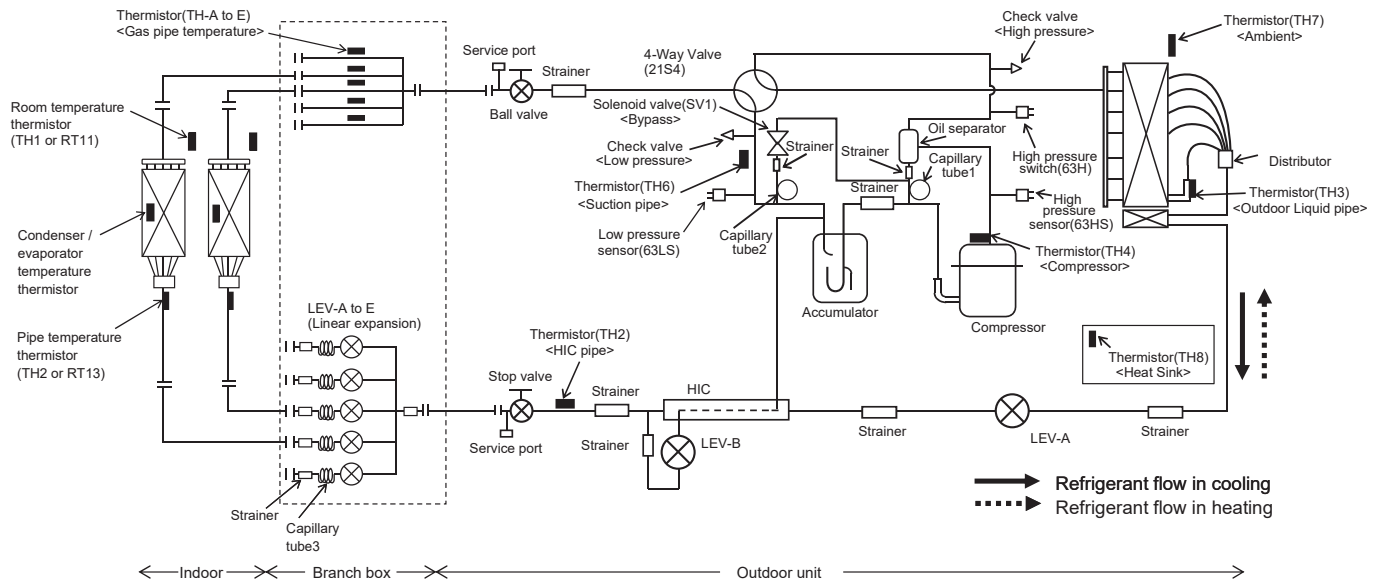 Thermistor(TH-A to E)
<Gas pipe temperature>
Service port
Strainer
Ball valve
4-Way Valve
(21S4)
Solenoid valve(SV1)
<Bypass>
Check valve
<High pressure>
Thermistor(TH7)
<Ambient>
Room temperature
thermistor
(TH1 or RT11)
Check valve
<Low pressure>
Strainer
Strainer
Oil separator
Capillary
tube1
High pressure
switch(63H)
Distributor
Thermistor(TH6)
<Suction pipe>
Strainer
High
pressure
sensor(63HS)
Thermistor(TH3)
<Outdoor Liquid pipe>
Condenser /
evaporator
temperature
thermistor
Low pressure
sensor(63LS)
Capillary
tube2
Thermistor(TH4)
<Compressor>
Accumulator
Compressor
LEV-A to E
(Linear expansion)
Pipe temperature
thermistor
(TH2 or RT13)
Thermistor(TH2)
<HIC pipe>
Thermistor(TH8)
<Heat Sink>
Stop valve
Strainer
HIC
Service port
Strainer
LEV-B
Strainer
LEV-A
Strainer
Strainer
Capillary
tube3
Refrigerant flow in cooling
Refrigerant flow in heating
Indoor
Branch box
Outdoor unit